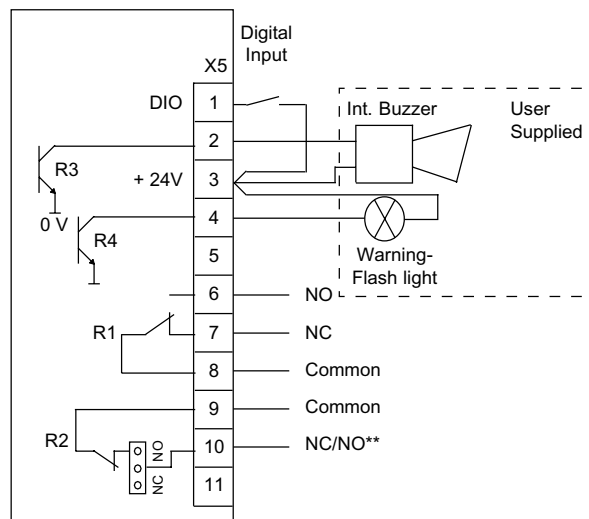 Digital
Input
X5
DIO
1
Int. Buzzer
User
Supplied
2
R3
+ 24V
3
0 V
R4
4
Warning-
Flash light
5
6
NO
R1
7
NC
8
Common
9
Common
R2
NO
NC
10
NC/NO**
11